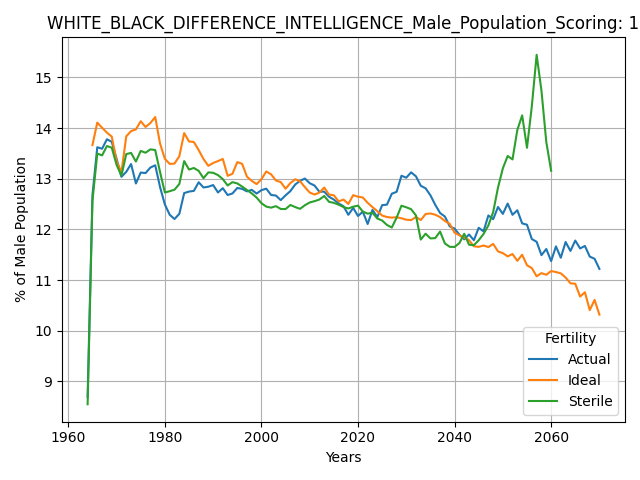 WHITE_BLACK_DIFFERENCE_INTELLIGENCE_Male_Population_Scoring: 1
15
14
13
12
11
10
9
% of Male Population
1960
1980
2000
2020
2040
2060
Years
Fertility
Actual
Ideal
Sterile